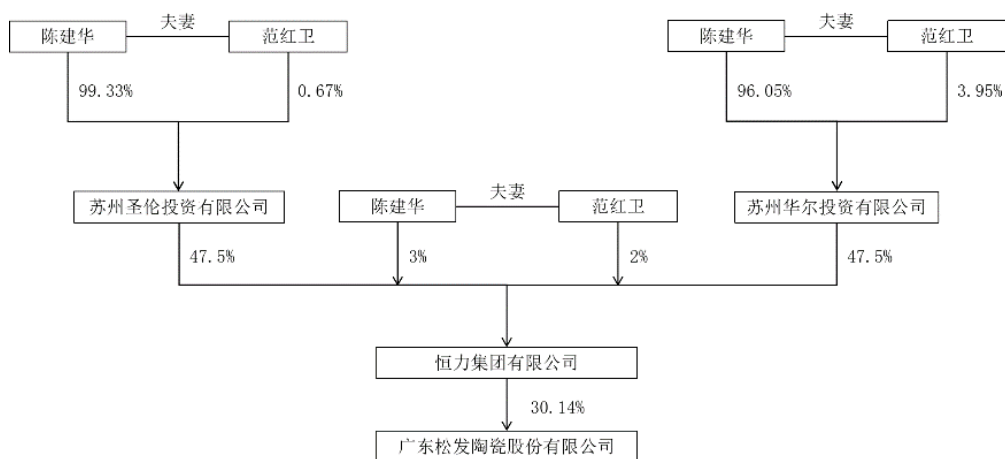 夫妻
陈建华
范红卫
99.33%
0.67%
夫妻
陈建华
范红卫
96.05%
3.95%
苏州圣伦投资有限公司
夫妻
陈建华
范红卫
苏州华尔投资有限公司
47.5%
3%
2%
47.5%
恒力集团有限公司
30.14%
广东松发陶瓷股份有限公司